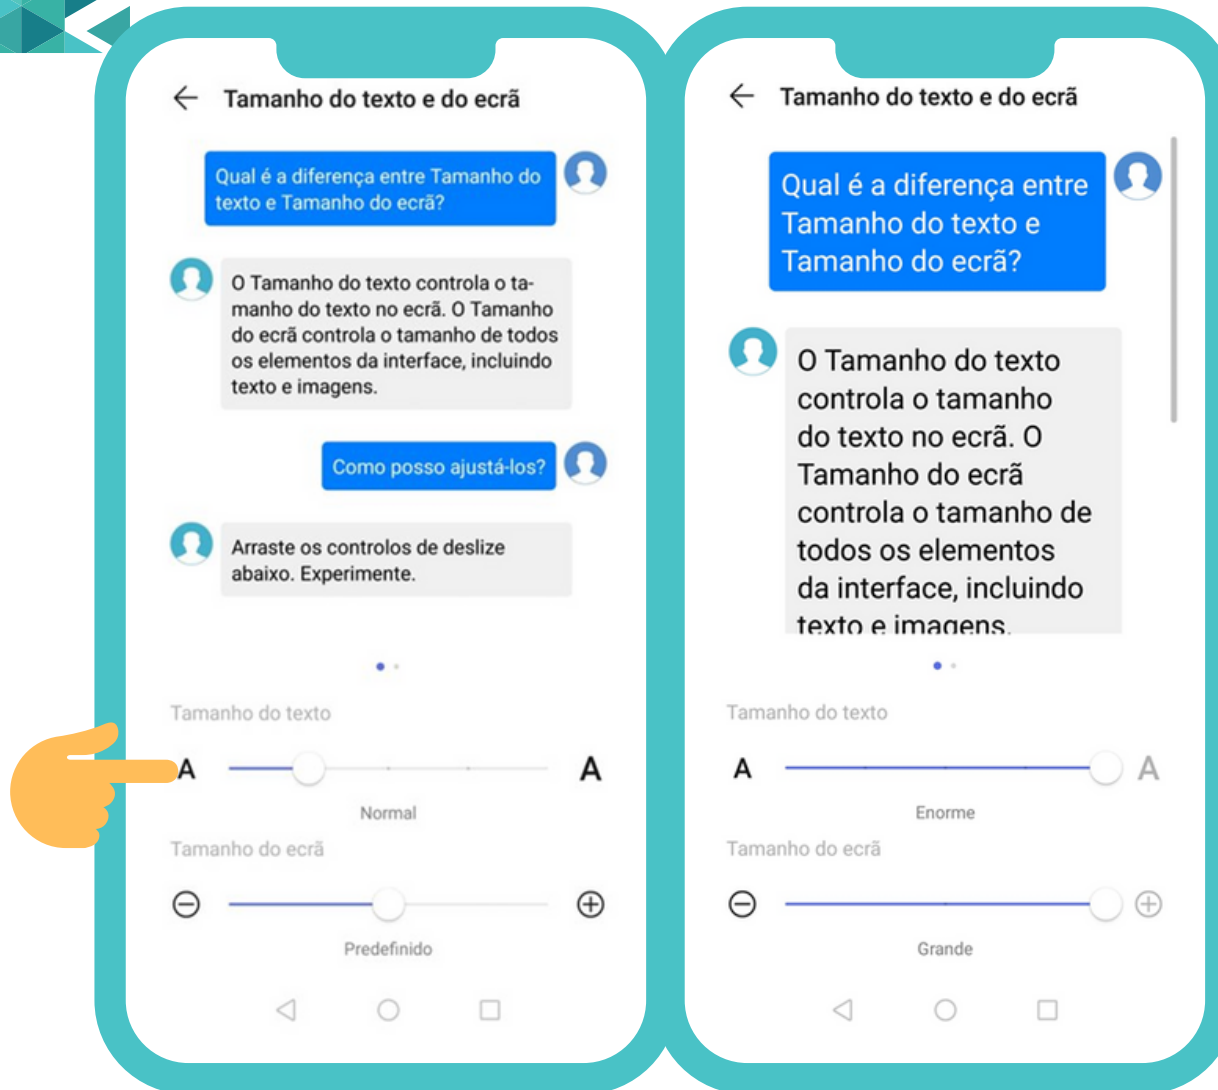 Tamanho do texto e do ecrã
Qual é a diferença entre Tamanho do
texto e Tamanho do ecrã?
O Tamanho do texto controla o ta-
manho do texto no ecrã. O Tamanho
do ecrã controla o tamanho de todos
os elementos da interface, incluindo
texto e imagens.
Como posso ajustá-los?
Arraste os controlos de deslize
abaixo. Experimente.
Tamanho do texto
A A
Normal
Tamanho do ecrã
Predefinido
Tamanho do texto e do ecrã
Qual é a diferença entre
Tamanho do texto e
Tamanho do ecrã?
O Tamanho do texto
controla o tamanho
do texto no ecrã. O
Tamanho do ecrã
controla o tamanho de
todos os elementos
da interface, incluindo
texto e imagens.
Tamanho do texto
A A
Enorme
Tamanho do ecrã
Grande